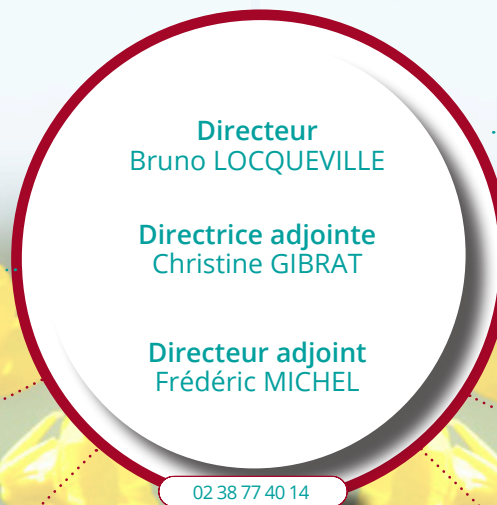 Directeur
Bruno LOCQUEVILLE
Directrice adjointe
Christine GIBRAT
Directeur adjoint
Frédéric MICHEL
02 38 77 40 14